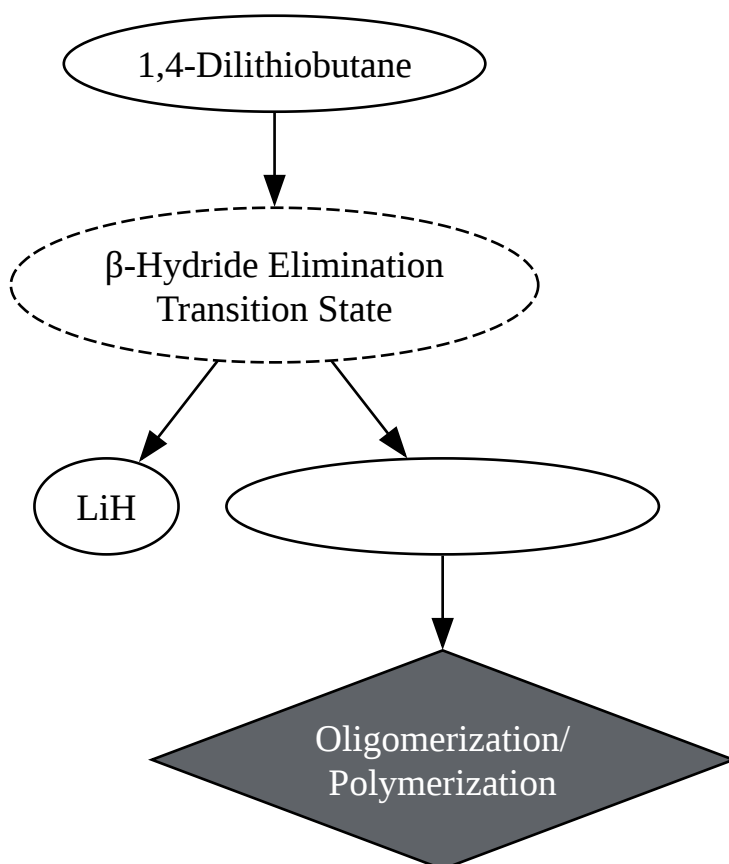 1,4-Dilithiobutane
β-Hydride Elimination
Transition State
LiH
Oligomerization/
Polymerization